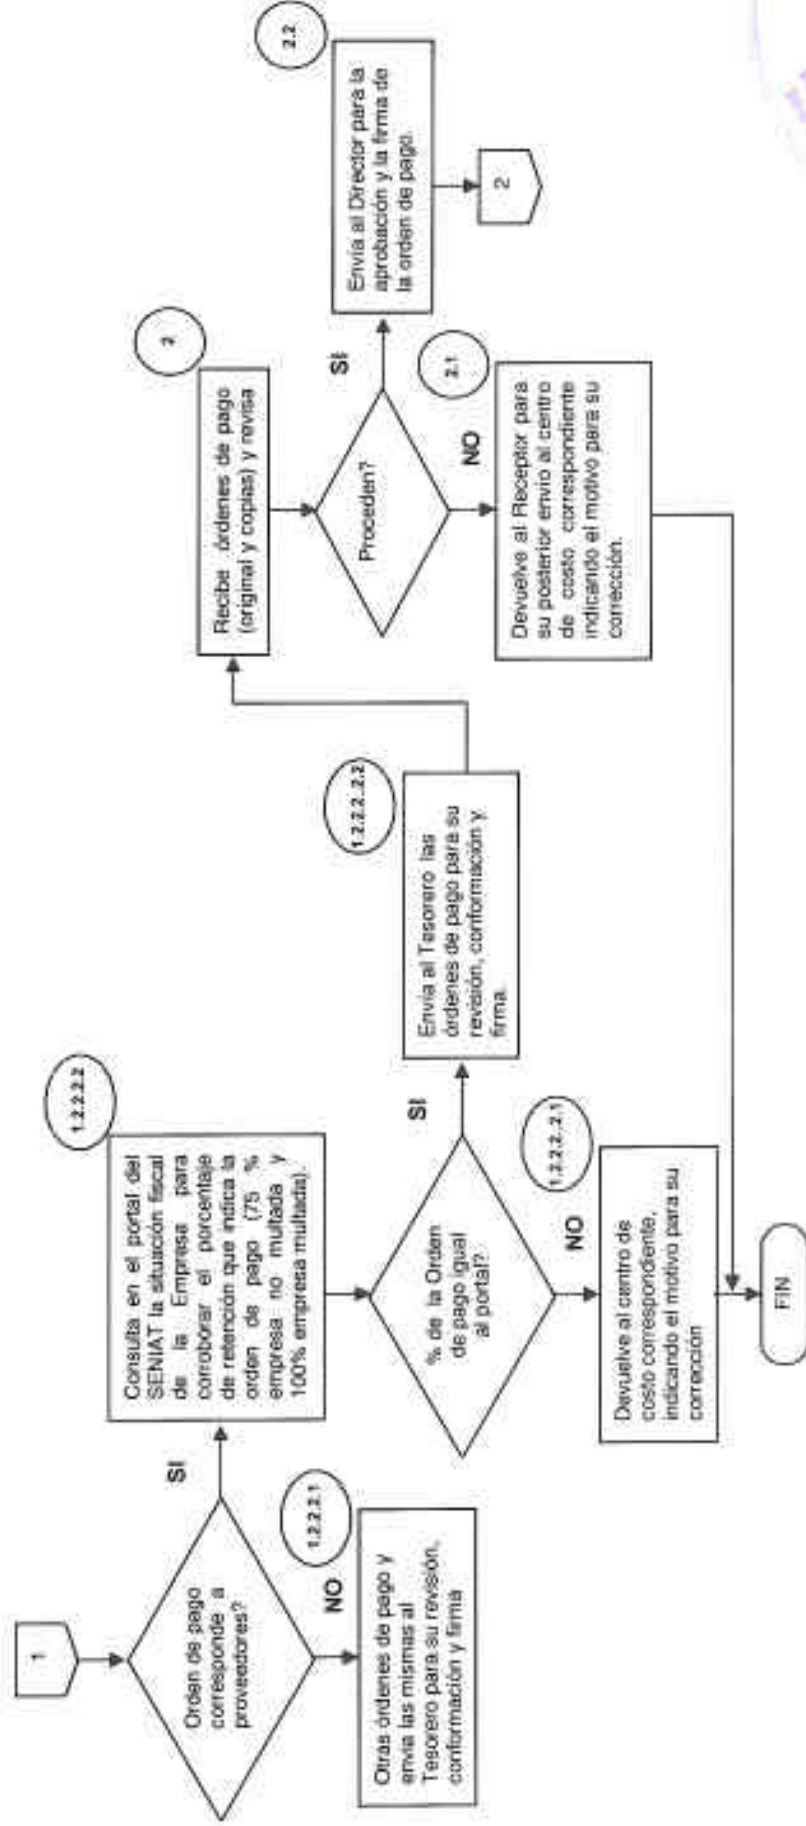 1
Orden de pago
corresponde a
proveedores?
SI
NO
1.2.2.2.1
Otras órdenes de pago y
envia las mismas al
Tesorero para su revisión,
conformación y firma
1.2.2.2.2
Consulta en el portal del
SENIAT la situación fiscal
de la Empresa para
corroborar el porcentaje
de retención que indica la
orden de pago (75 %
empresa no multada y
100% empresa multada).
% de la Orden
de pago igual
al portal?
SI
NO
1.2.2.2..2.1
Devuelve al centro de
costo correspondiente,
indicando el motivo para su
corrección
FIN
1.2.2.2..2.2
Envia al Tesorero las
órdenes de pago para su
revisión, conformación y
firma.
2
Recibe órdenes de pago
(original y copias) y revisa
Proceden?
SI
NO
2.1
Devuelve al Receptor para
su posterior envio al centro
de costo correspondiente
indicando el motivo para su
corrección.
2.2
Envia al Director para la
aprobación y la firma de
la orden de pago.
2